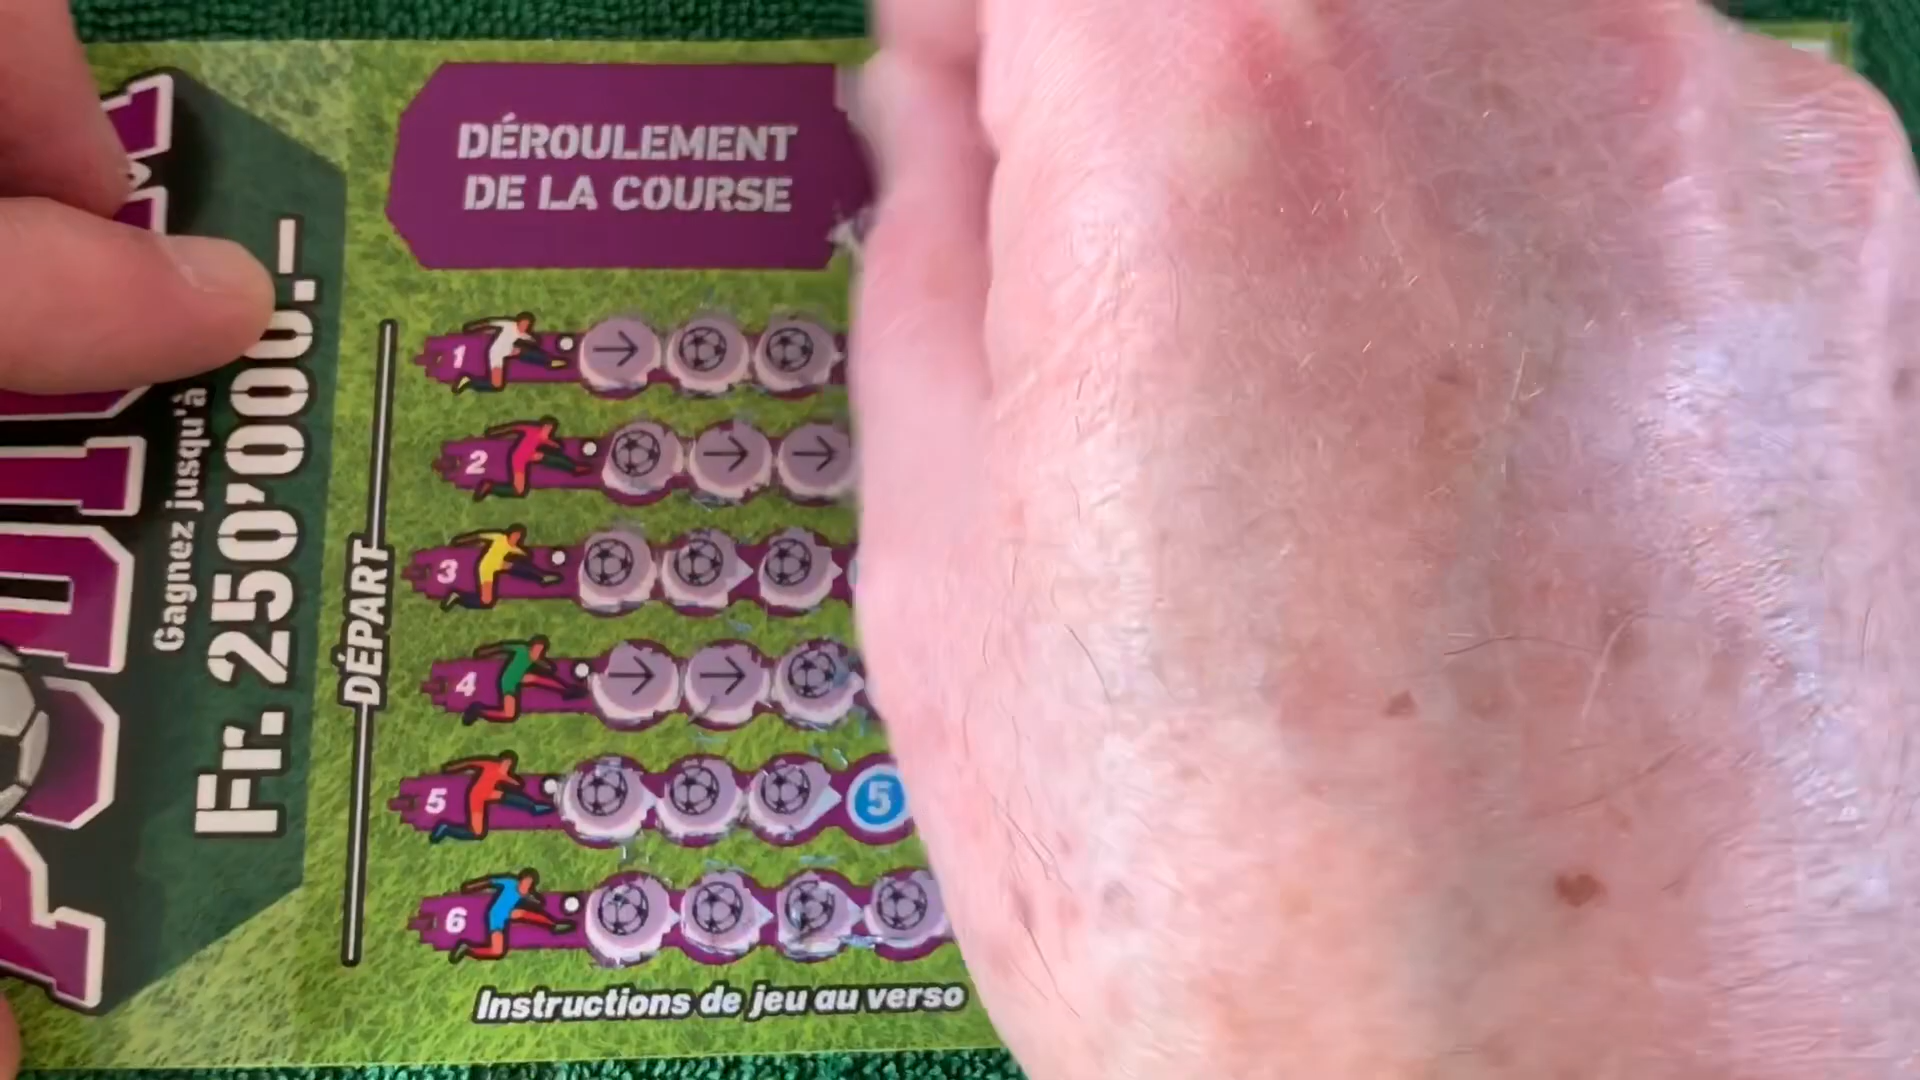 DÉROULEMENT
DE LA COURSE
Gagnez jusqu'à
Fr. 250'000.–
DÉPART
1
2
3
4
5
5
6
Instructions de jeu au verso